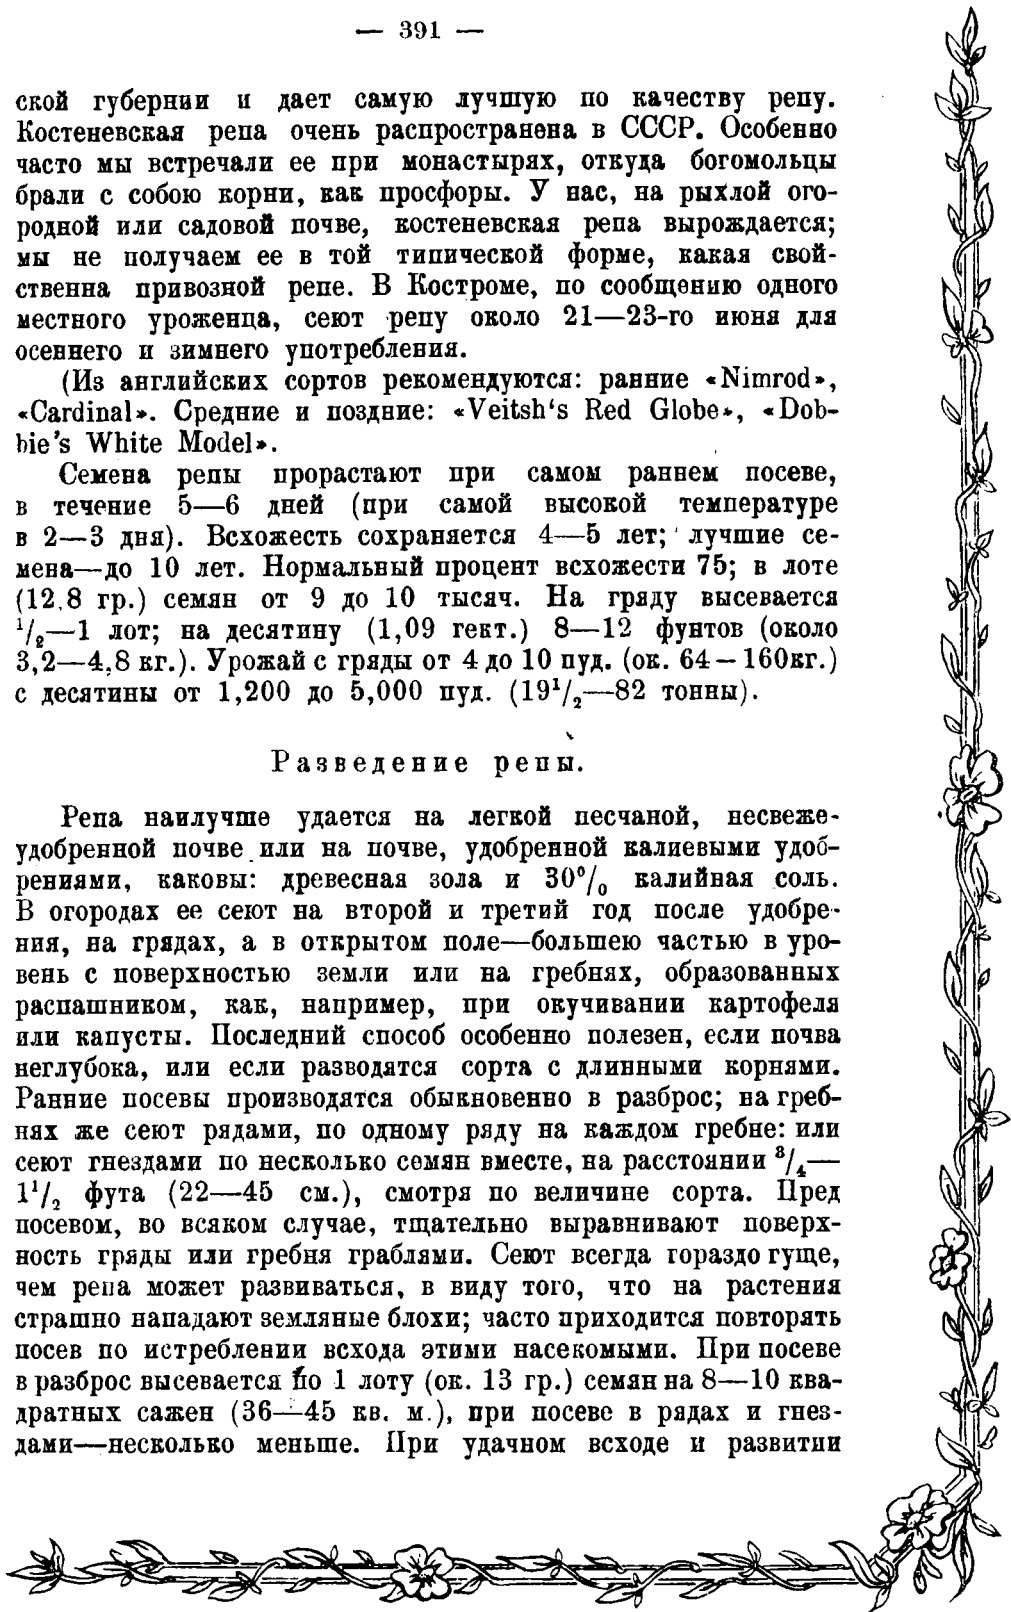 — 391 —
ской губернии и дает самую лучшую по качеству репу.
Костеневская репа очень распространена в СССР. Особенно
часто мы встречали ее при монастырях, откуда богомольцы
брали с собою корни, как просфоры. У нас, на рыхлой ого-
родной или садовой почве, костеневская репа вырождается;
мы не получаем ее в той типической форме, какая свой-
ственна привозной репе. В Костроме, по сообщению одного
местного уроженца, сеют репу около 21—23-го июня для
осеннего и зимнего употребления.
(Из английских сортов рекомендуются: ранние «Nimrod»,
«Cardinal». Средние и поздние: «Veitsh‘s Red Globe», «Dob-
bie’s White Model».
Семена репы прорастают при самом раннем посеве,
в течение 5—6 дней (при самой высокой температуре
в 2—3 дня). Всхожесть сохраняется 4—5 лет; лучшие се-
мена—до 10 лет. Нормальный процент всхожести 75; в лоте
(12,8 гр.) семян от 9 до 10 тысяч. На гряду высевается
1/2—1 лот; на десятину (1,09 гект.) 8—12 фунтов (около
3,2—4,8 кг.). Урожай с гряды от 4 до 10 пуд. (ок. 64—160кг.)
с десятины от 1,200 до 5,000 пуд. (19¹/₂—82 тонны).
Разведение репы.
Репа наилучше удается на легкой песчаной, несвеже-
удобренной почве или на почве, удобренной калиевыми удоб-
рениями, каковы: древесная зола и 30% калийная соль.
В огородах ее сеют на второй и третий год после удобре-
ния, на грядах, а в открытом поле—большею частью в уро-
вень с поверхностью земли или на гребнях, образованных
распашником, как, например, при окучивании картофеля
или капусты. Последний способ особенно полезен, если почва
неглубока, или если разводятся сорта с длинными корнями.
Ранние посевы производятся обыкновенно в разброс; на греб-
нях же сеют рядами, по одному ряду на каждом гребне: или
сеют гнездами по несколько семян вместе, на расстоянии ³/₄—
1¹/₂ фута (22—45 см.), смотря по величине сорта. Пред
посевом, во всяком случае, тщательно выравнивают поверх-
ность гряды или гребня граблями. Сеют всегда гораздо гуще,
чем репа может развиваться, в виду того, что на растения
страшно нападают земляные блохи; часто приходится повторять
посев по истреблении всхода этими насекомыми. При посеве
в разброс высевается по 1 лоту (ок. 13 гр.) семян на 8—10 ква-
дратных сажен (36—45 кв. м.), при посеве в рядах и гнез-
дами—несколько меньше. При удачном всходе и развитии